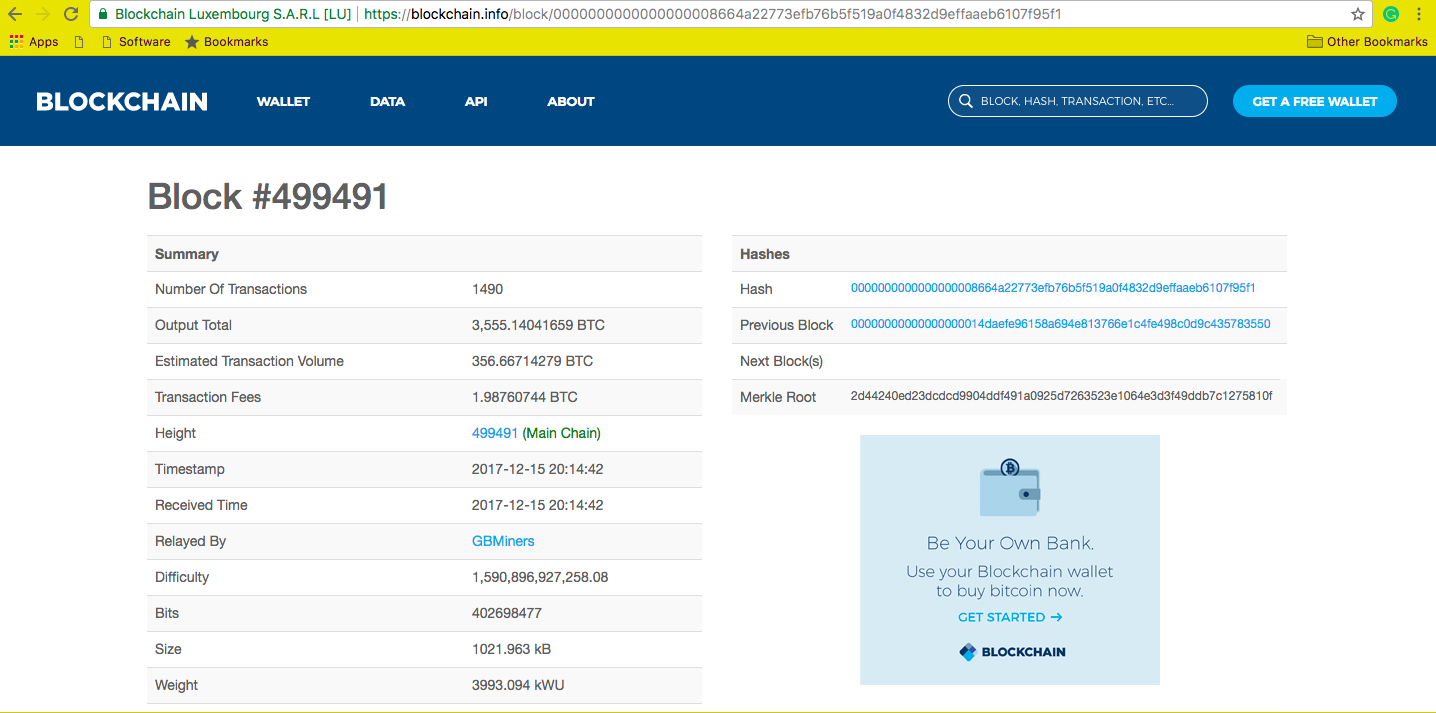 Blockchain Luxembourg S.A.R.L [LU] https://blockchain.info/block/0000000000000000008664a22773efb76b5f519a0f4832d9effaaeb6107f95f1
Apps Software Bookmarks Other Bookmarks
BLOCKCHAIN WALLET DATA API ABOUT BLOCK, HASH, TRANSACTION, ETC... GET A FREE WALLET
Block #499491
Summary
Number Of Transactions 1490
Output Total 3,555.14041659 BTC
Estimated Transaction Volume 356.66714279 BTC
Transaction Fees 1.98760744 BTC
Height 499491 (Main Chain)
Timestamp 2017-12-15 20:14:42
Received Time 2017-12-15 20:14:42
Relayed By GBMiners
Difficulty 1,590,896,927,258.08
Bits 402698477
Size 1021.963 kB
Weight 3993.094 kWU
Hashes
Hash 0000000000000000008664a22773efb76b5f519a0f4832d9effaaeb6107f95f1
Previous Block 0000000000000000014daefe96158a694e813766e1c4fe498c0d9c435783550
Next Block(s)
Merkle Root 2d44240ed23dcdcd9904ddf491a0925d7263523e1064e3d3f49ddb7c1275810f
Be Your Own Bank.
Use your Blockchain wallet
to buy bitcoin now.
GET STARTED →
BLOCKCHAIN